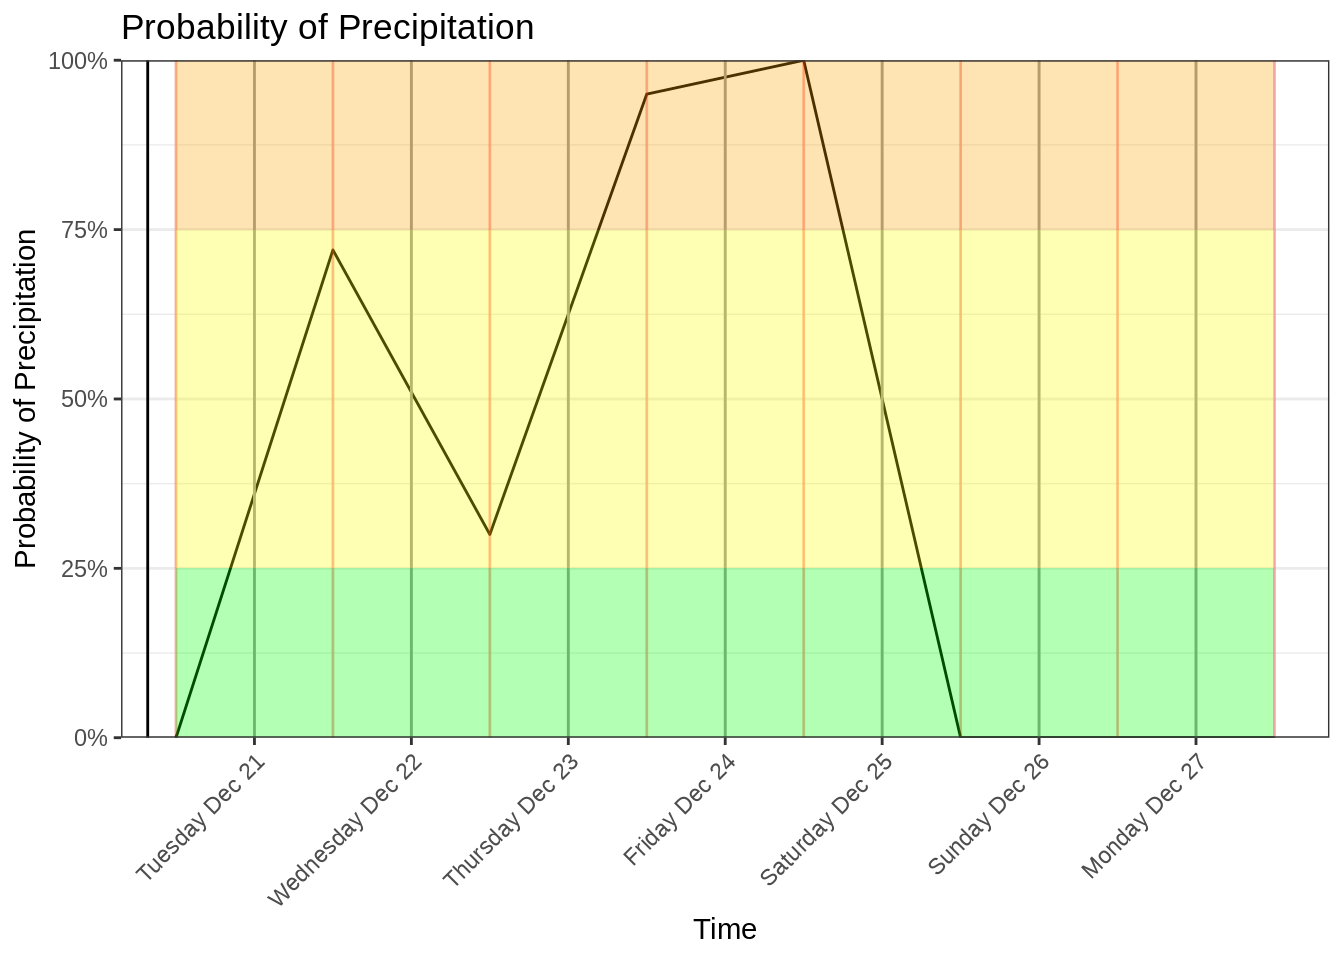 Probability of Precipitation
Probability of Precipitation
100%
75%
50%
25%
0%
Tuesday Dec 21
Wednesday Dec 22
Thursday Dec 23
Friday Dec 24
Saturday Dec 25
Sunday Dec 26
Monday Dec 27
Time